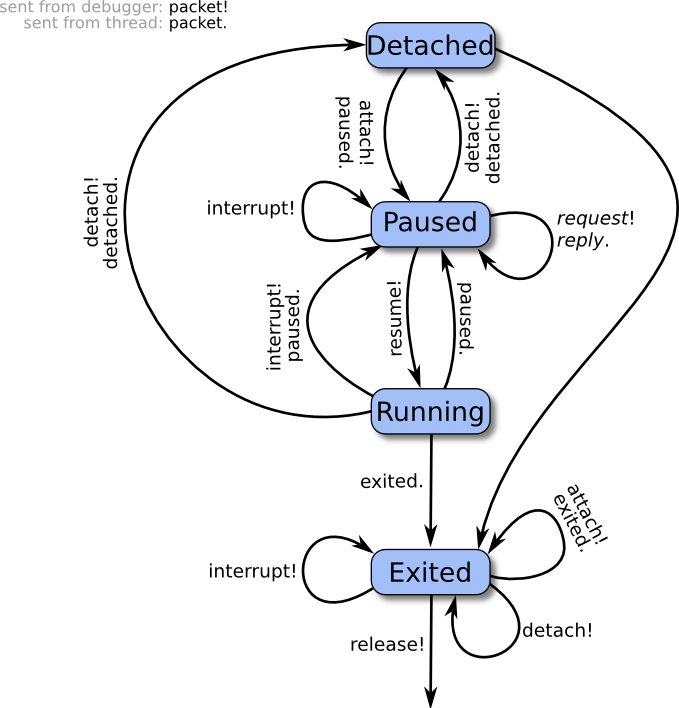 sent from debugger: packet!
sent from thread: packet.
Detached
attach!
paused.
detach!
detached.
detach!
detached.
interrupt!
Paused
request!
reply.
interrupt!
paused.
resume!
paused.
Running
exited.
attach!
exited.
interrupt!
Exited
detach!
release!